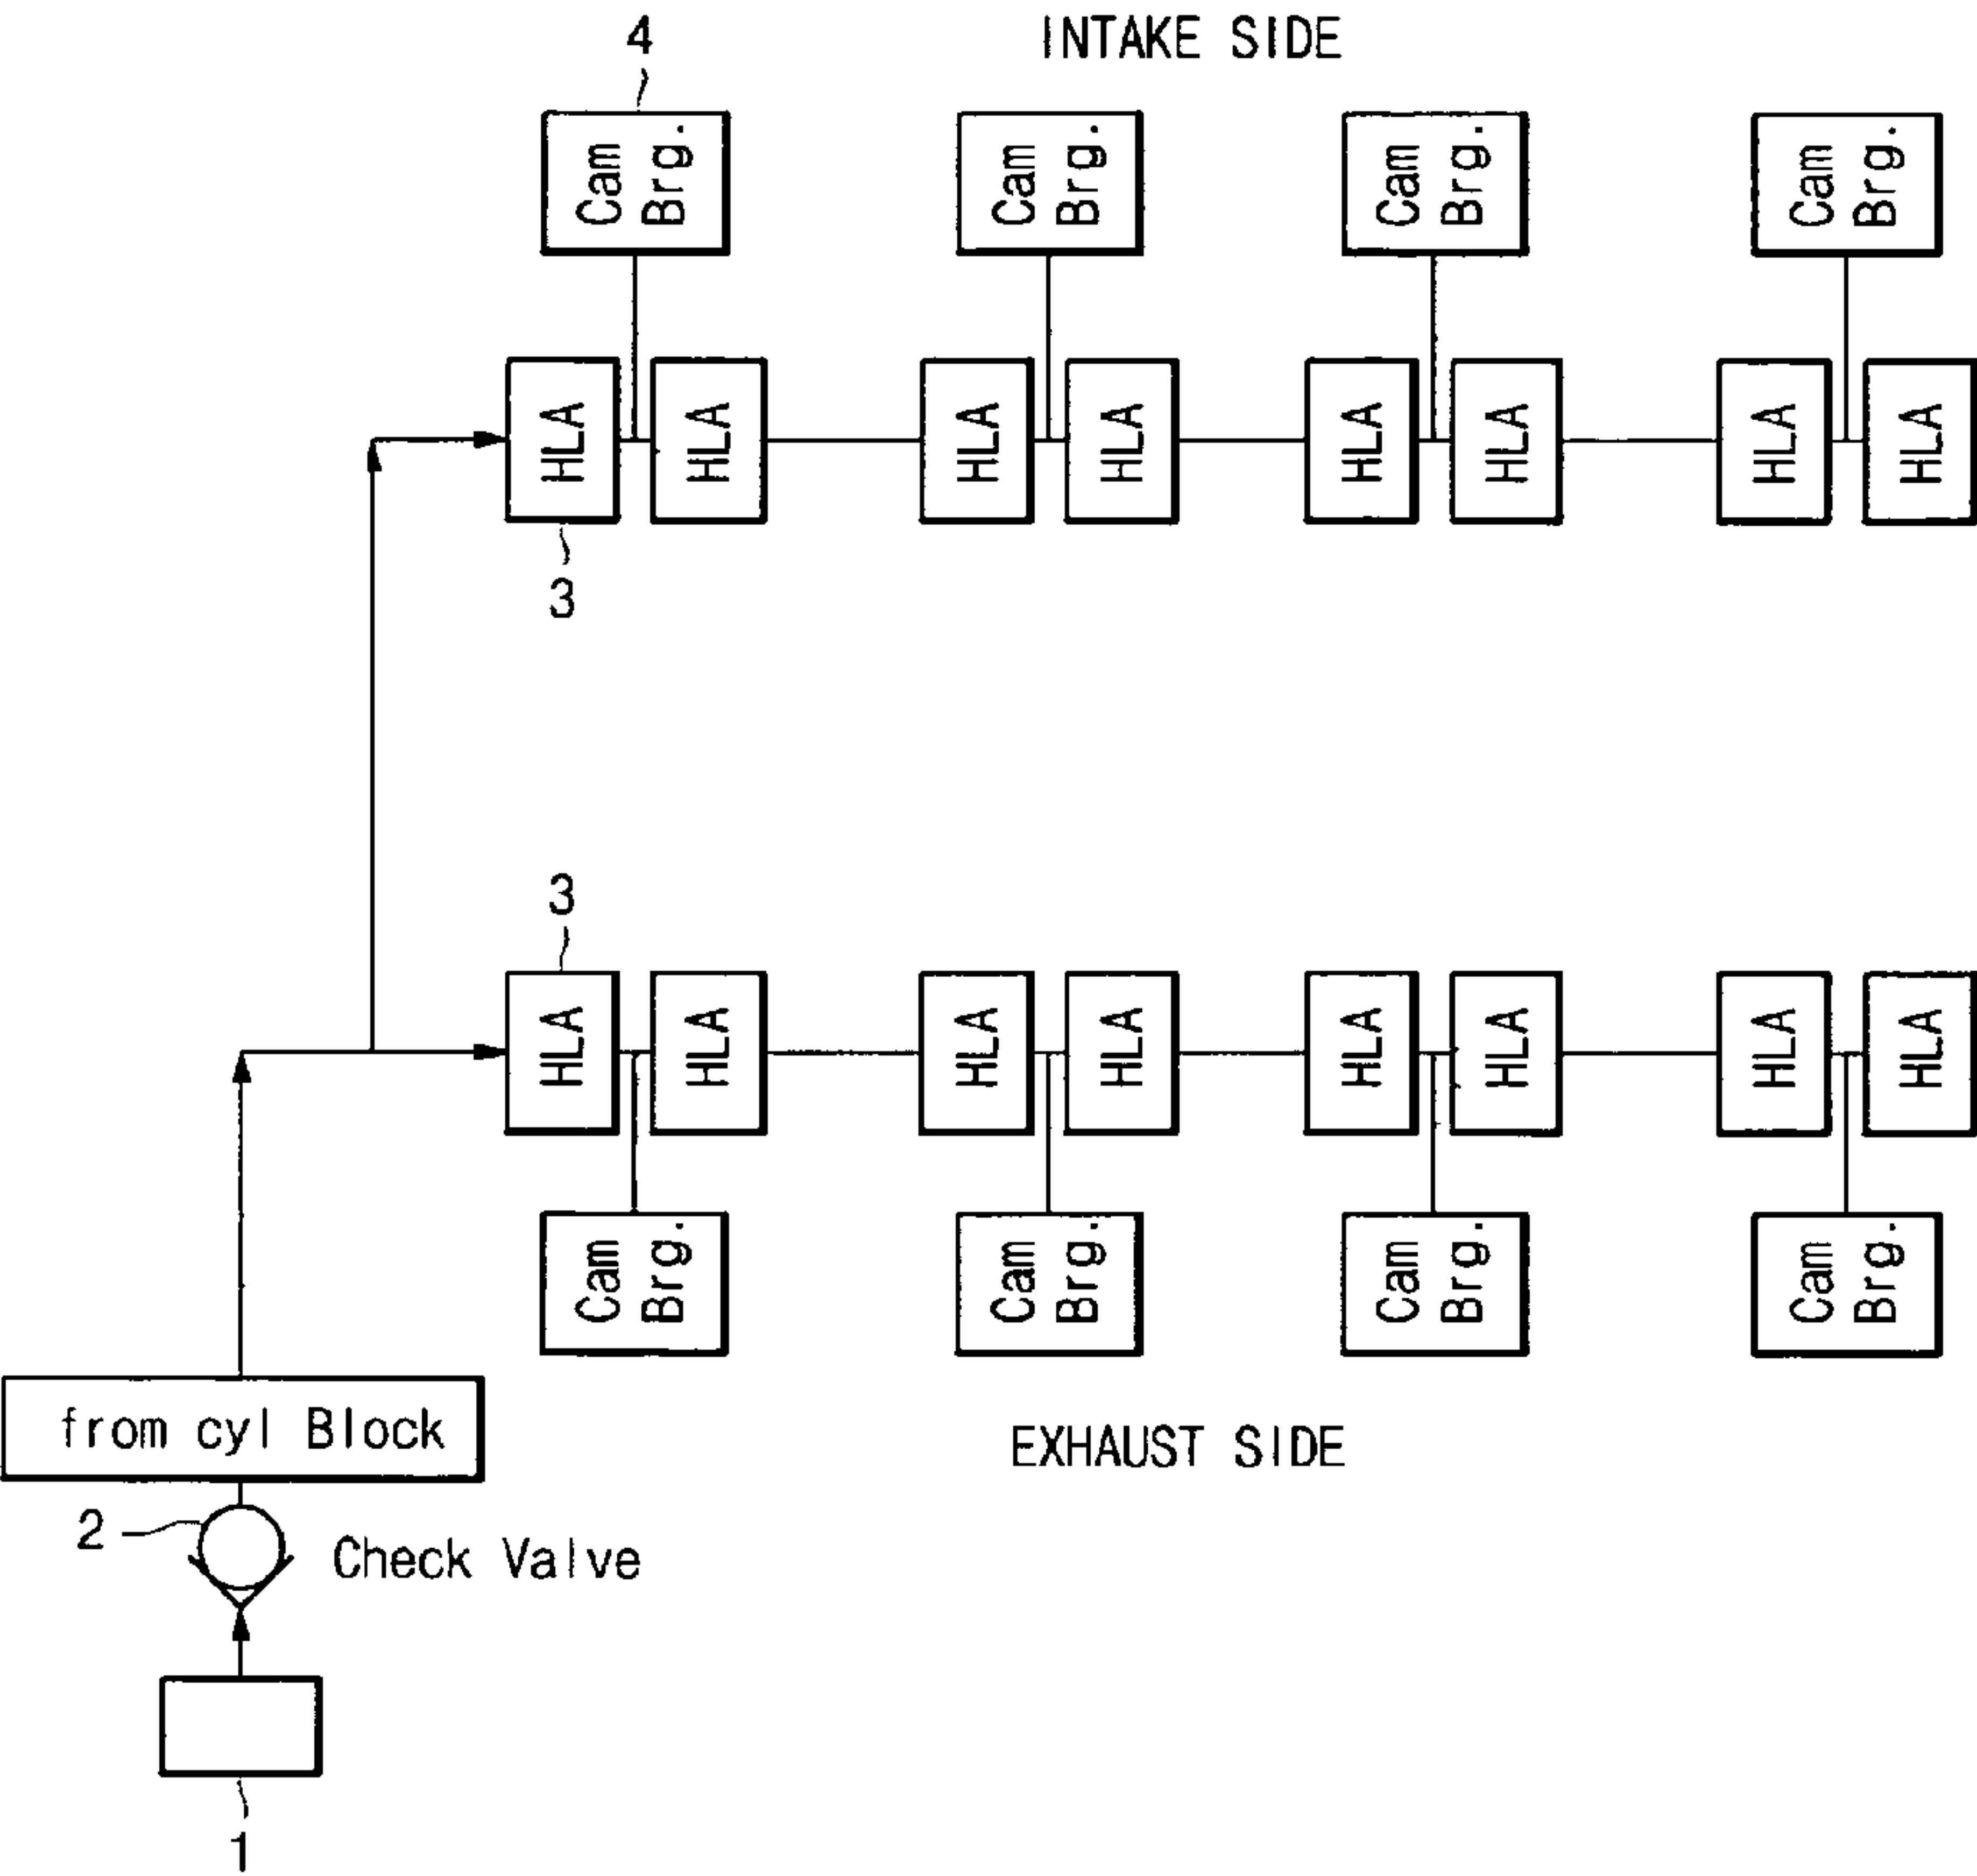 4
INTAKE SIDE
Cam
Brg.
Cam
Brg.
Cam
Brg.
Cam
Brg.
HLA
HLA
HLA
HLA
HLA
HLA
HLA
HLA
3
3
HLA
HLA
HLA
HLA
HLA
HLA
HLA
HLA
Cam
Brg.
Cam
Brg.
Cam
Brg.
Cam
Brg.
from cyl Block
EXHAUST SIDE
2
Check Valve
1